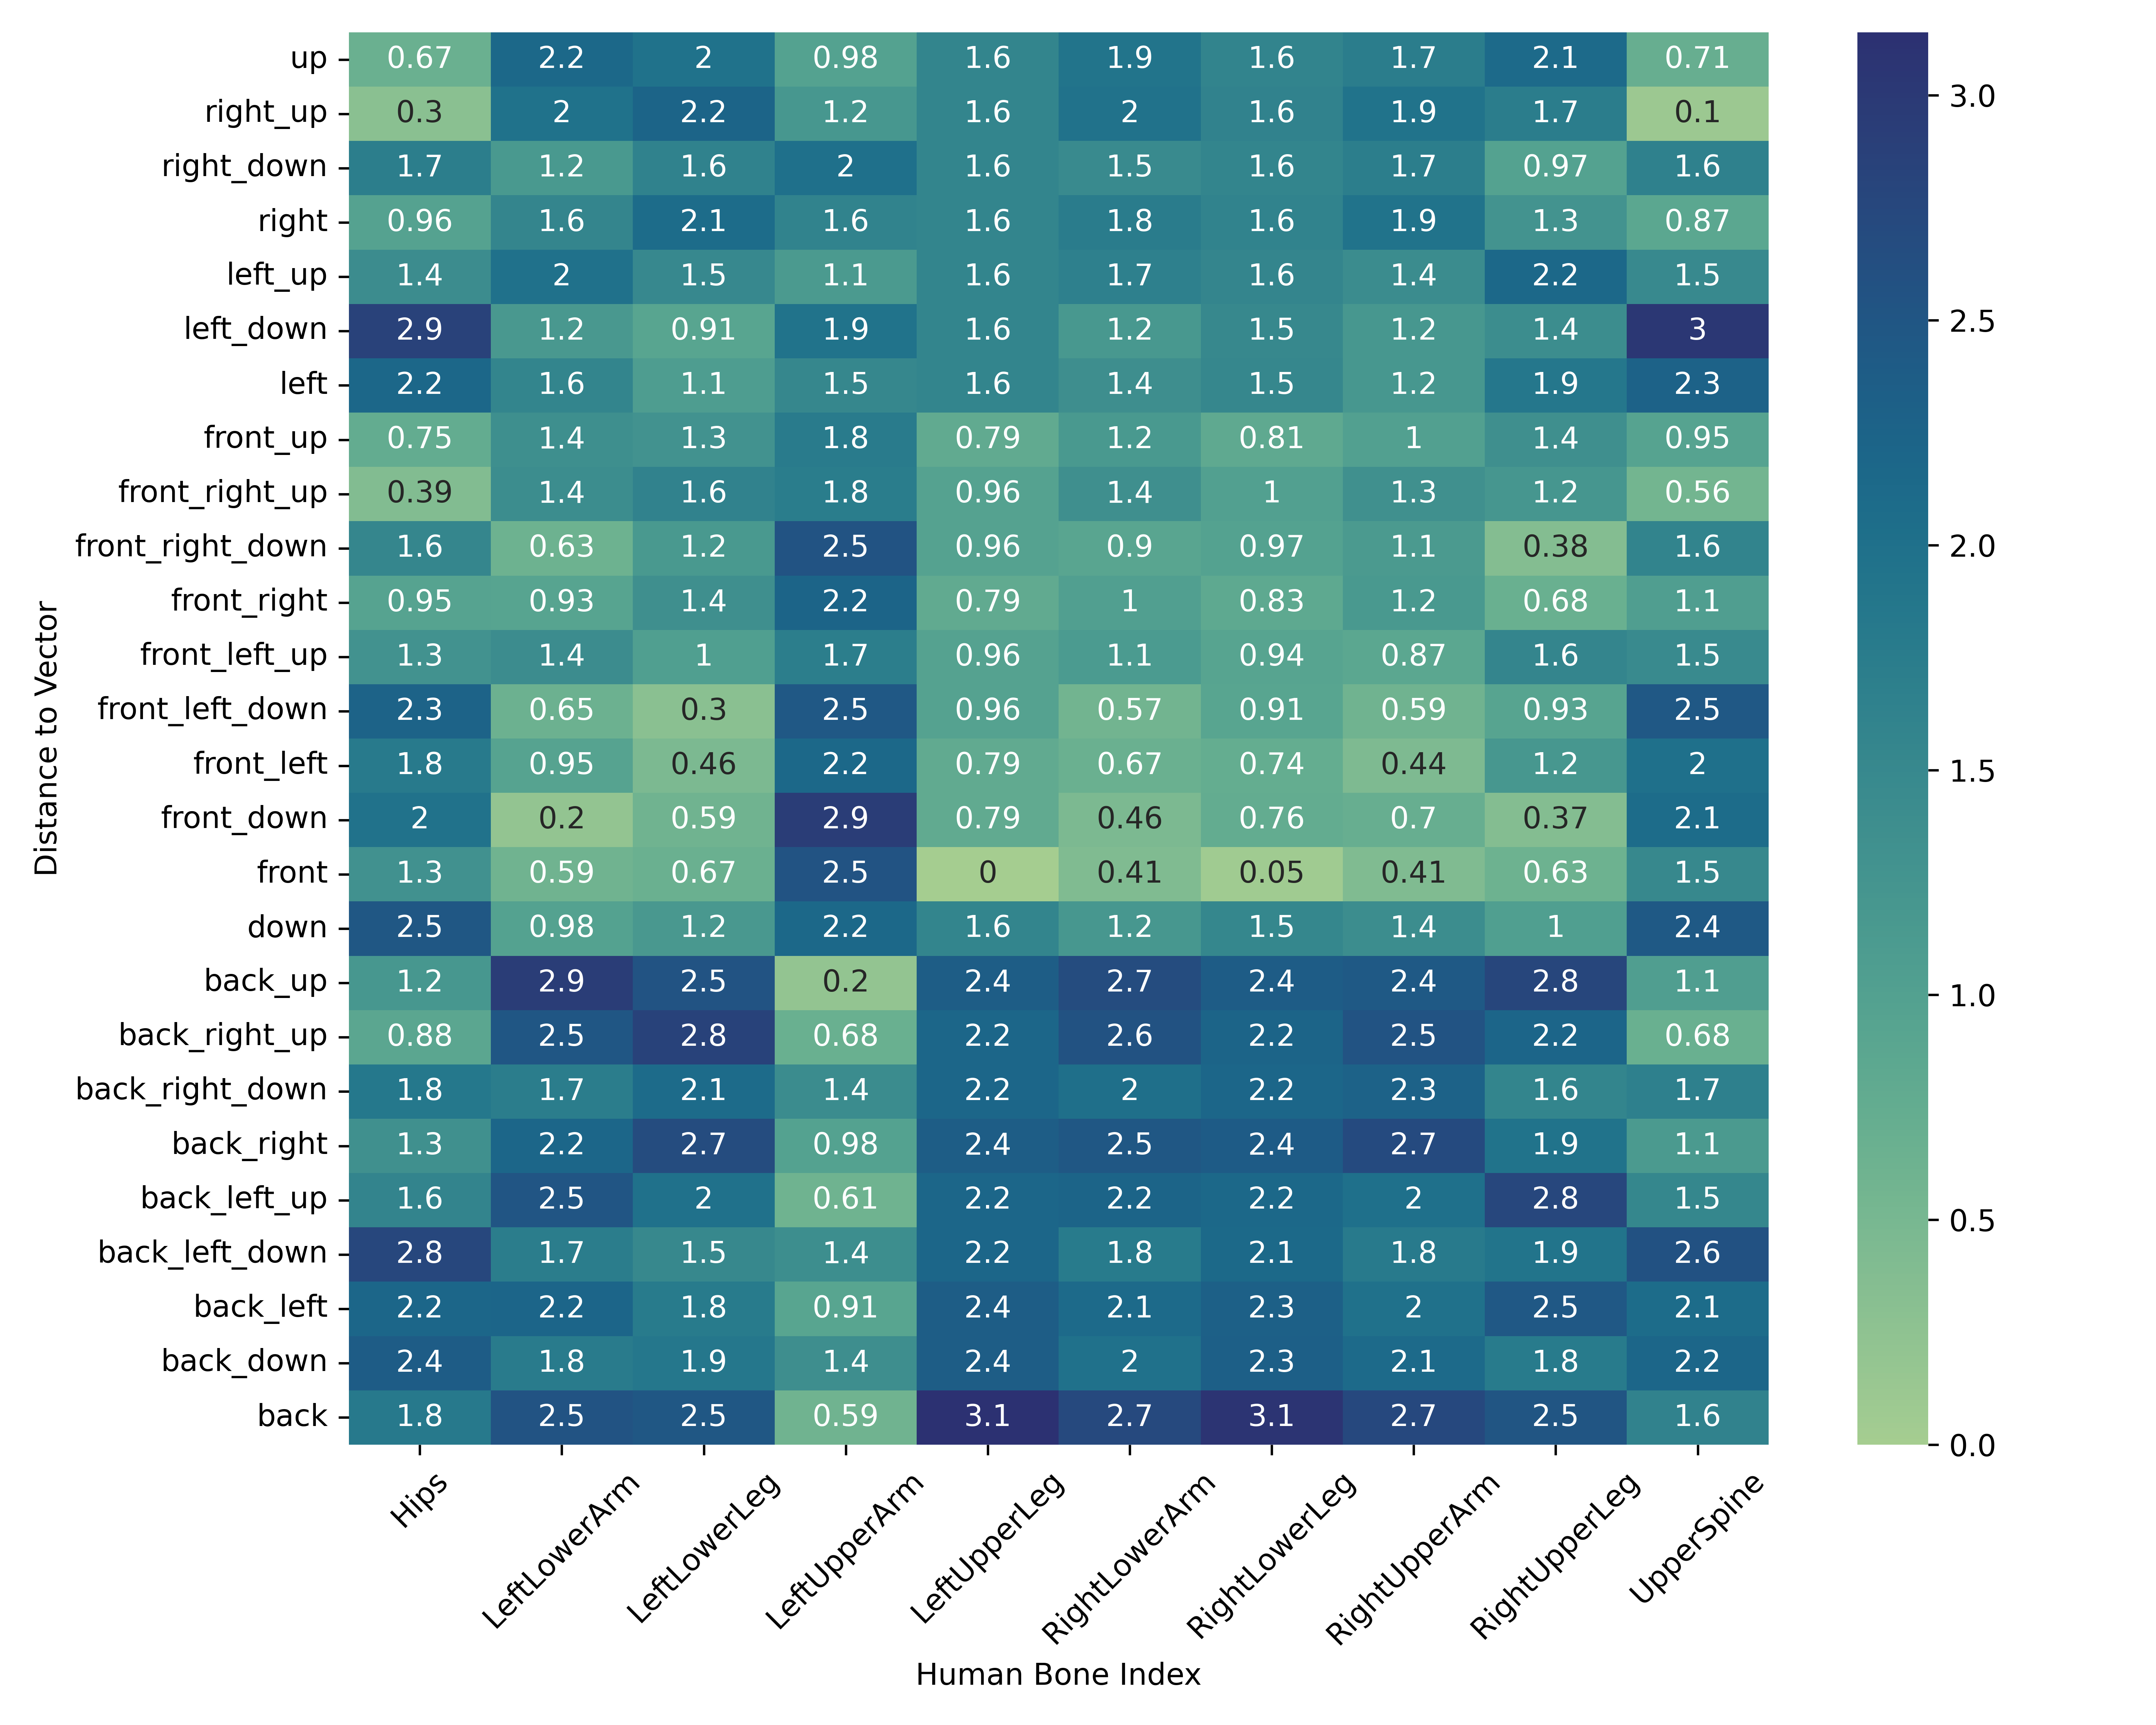 up 0.67 2.2 2 0.98 1.6 1.9 1.6 1.7 2.1 0.71
right_up 0.3 2 2.2 1.2 1.6 2 1.6 1.9 1.7 0.1
right_down 1.7 1.2 1.6 2 1.6 1.5 1.6 1.7 0.97 1.6
right 0.96 1.6 2.1 1.6 1.6 1.8 1.6 1.9 1.3 0.87
left_up 1.4 2 1.5 1.1 1.6 1.7 1.6 1.4 2.2 1.5
left_down 2.9 1.2 0.91 1.9 1.6 1.2 1.5 1.2 1.4 3
left 2.2 1.6 1.1 1.5 1.6 1.4 1.5 1.2 1.9 2.3
front_up 0.75 1.4 1.3 1.8 0.79 1.2 0.81 1 1.4 0.95
front_right_up 0.39 1.4 1.6 1.8 0.96 1.4 1 1.3 1.2 0.56
front_right_down 1.6 0.63 1.2 2.5 0.96 0.9 0.97 1.1 0.38 1.6
front_right 0.95 0.93 1.4 2.2 0.79 1 0.83 1.2 0.68 1.1
front_left_up 1.3 1.4 1 1.7 0.96 1.1 0.94 0.87 1.6 1.5
front_left_down 2.3 0.65 0.3 2.5 0.96 0.57 0.91 0.59 0.93 2.5
front_left 1.8 0.95 0.46 2.2 0.79 0.67 0.74 0.44 1.2 2
front_down 2 0.2 0.59 2.9 0.79 0.46 0.76 0.7 0.37 2.1
front 1.3 0.59 0.67 2.5 0 0.41 0.05 0.41 0.63 1.5
down 2.5 0.98 1.2 2.2 1.6 1.2 1.5 1.4 1 2.4
back_up 1.2 2.9 2.5 0.2 2.4 2.7 2.4 2.4 2.8 1.1
back_right_up 0.88 2.5 2.8 0.68 2.2 2.6 2.2 2.5 2.2 0.68
back_right_down 1.8 1.7 2.1 1.4 2.2 2 2.2 2.3 1.6 1.7
back_right 1.3 2.2 2.7 0.98 2.4 2.5 2.4 2.7 1.9 1.1
back_left_up 1.6 2.5 2 0.61 2.2 2.2 2.2 2 2.8 1.5
back_left_down 2.8 1.7 1.5 1.4 2.2 1.8 2.1 1.8 1.9 2.6
back_left 2.2 2.2 1.8 0.91 2.4 2.1 2.3 2 2.5 2.1
back_down 2.4 1.8 1.9 1.4 2.4 2 2.3 2.1 1.8 2.2
back 1.8 2.5 2.5 0.59 3.1 2.7 3.1 2.7 2.5 1.6
Distance to Vector
Hips LeftLowerArm LeftLowerLeg LeftUpperArm LeftUpperLeg RightLowerArm RightLowerLeg RightUpperArm RightUpperLeg UpperSpine
Human Bone Index
3.0
2.5
2.0
1.5
1.0
0.5
0.0